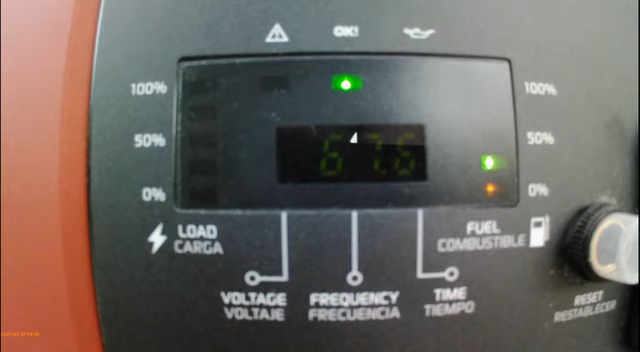 OK!
100%
100%
50%
50%
67.6
0%
0%
LOAD
CARGA
FUEL
COMBUSTIBLE
VOLTAGE
VOLTAJE
FREQUENCY
FRECUENCIA
TIME
TIEMPO
RESET
RESTABLECER